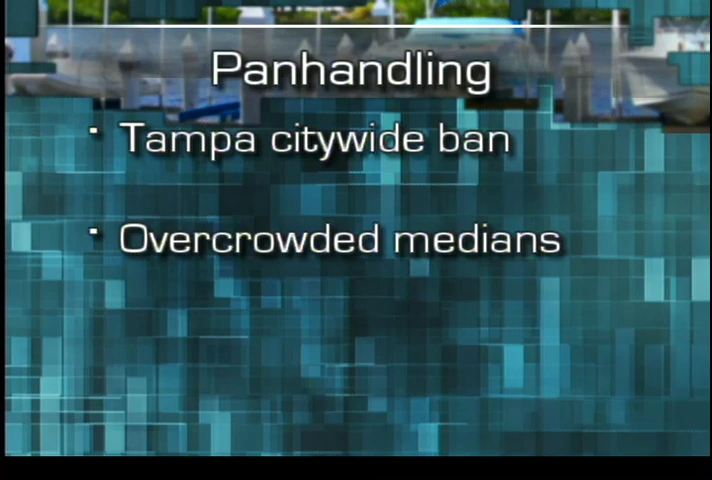 Panhandling
· Tampa citywide ban
· Overcrowded medians